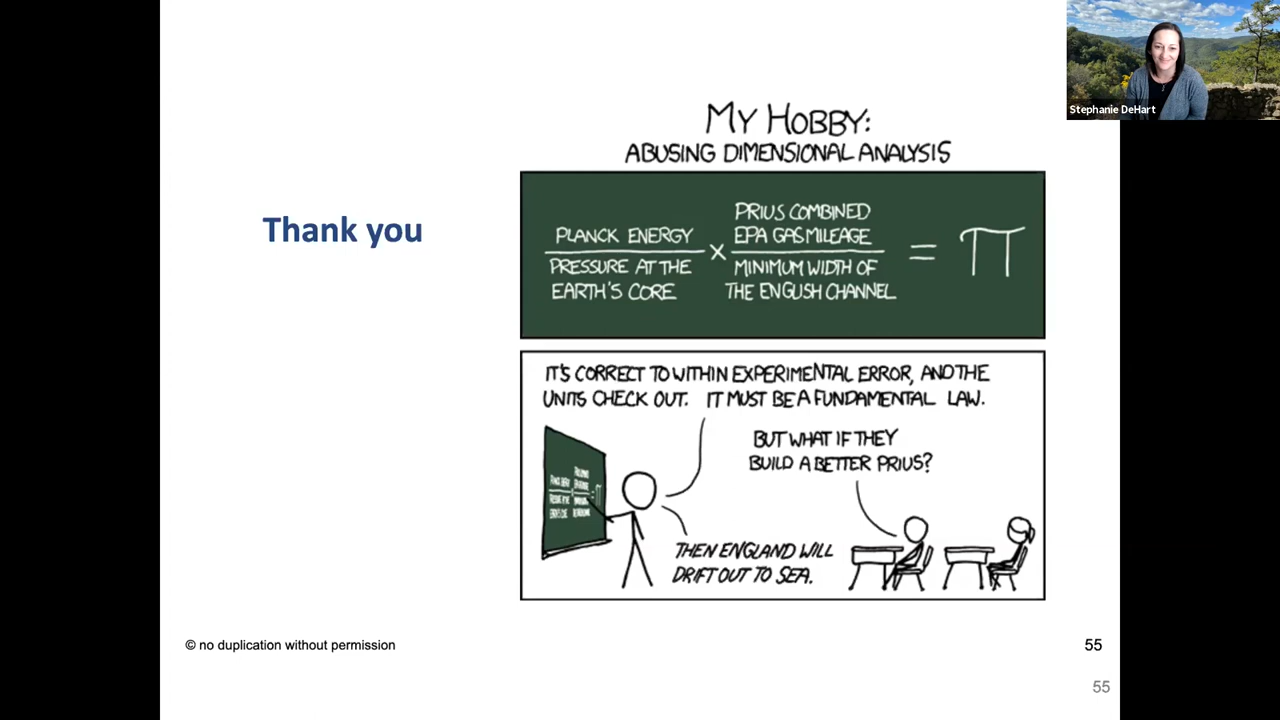 Stephanie DeHart
Thank you
MY HOBBY:
ABUSING DIMENSIONAL ANALYSIS
PLANCK ENERGY
PRESSURE AT THE
EARTH'S CORE
×
PRIUS COMBINED
EPA GAS MILEAGE
MINIMUM WIDTH OF
THE ENGLISH CHANNEL
= π
IT'S CORRECT TO WITHIN EXPERIMENTAL ERROR, AND THE
UNITS CHECK OUT. IT MUST BE A FUNDAMENTAL LAW.
BUT WHAT IF THEY
BUILD A BETTER PRIUS?
THEN ENGLAND WILL
DRIFT OUT TO SEA.
© no duplication without permission
55
55